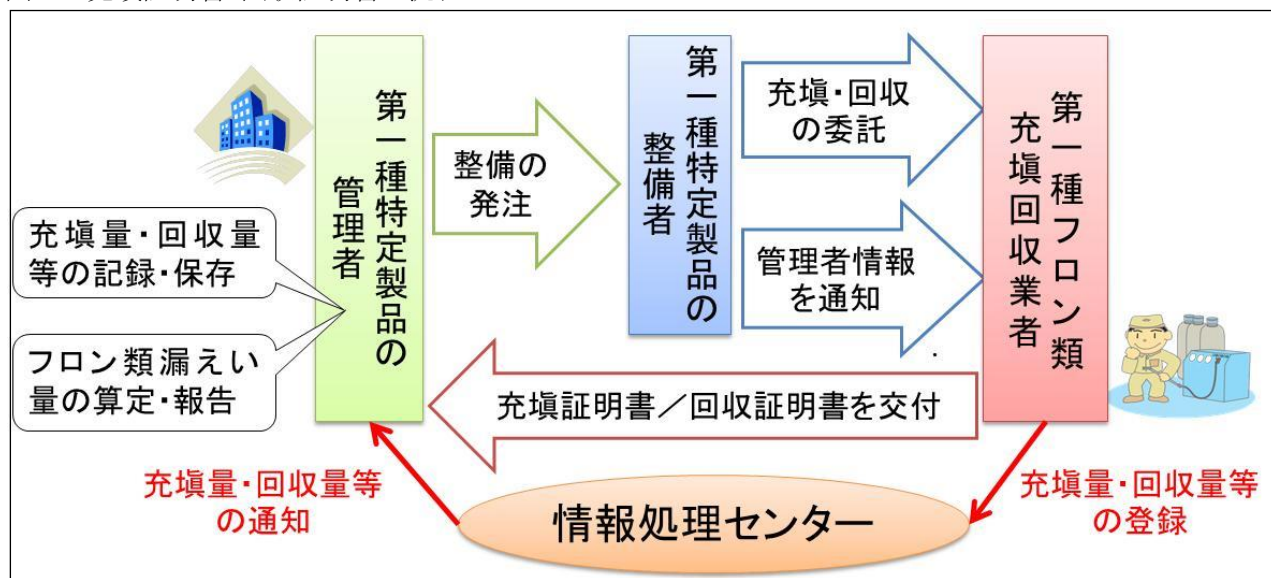 第一種特定製品の
管理者
整備の
発注
第一種特定製品の
整備者
充塡・回収
の委託
管理者情報
を通知
第一種フロン類
充塡回収業者
充塡量・回収量
等の記録・保存
フロン類漏えい
量の算定・報告
充塡証明書／回収証明書を交付
充塡量・回収量等
の通知
情報処理センター
充塡量・回収量等
の登録